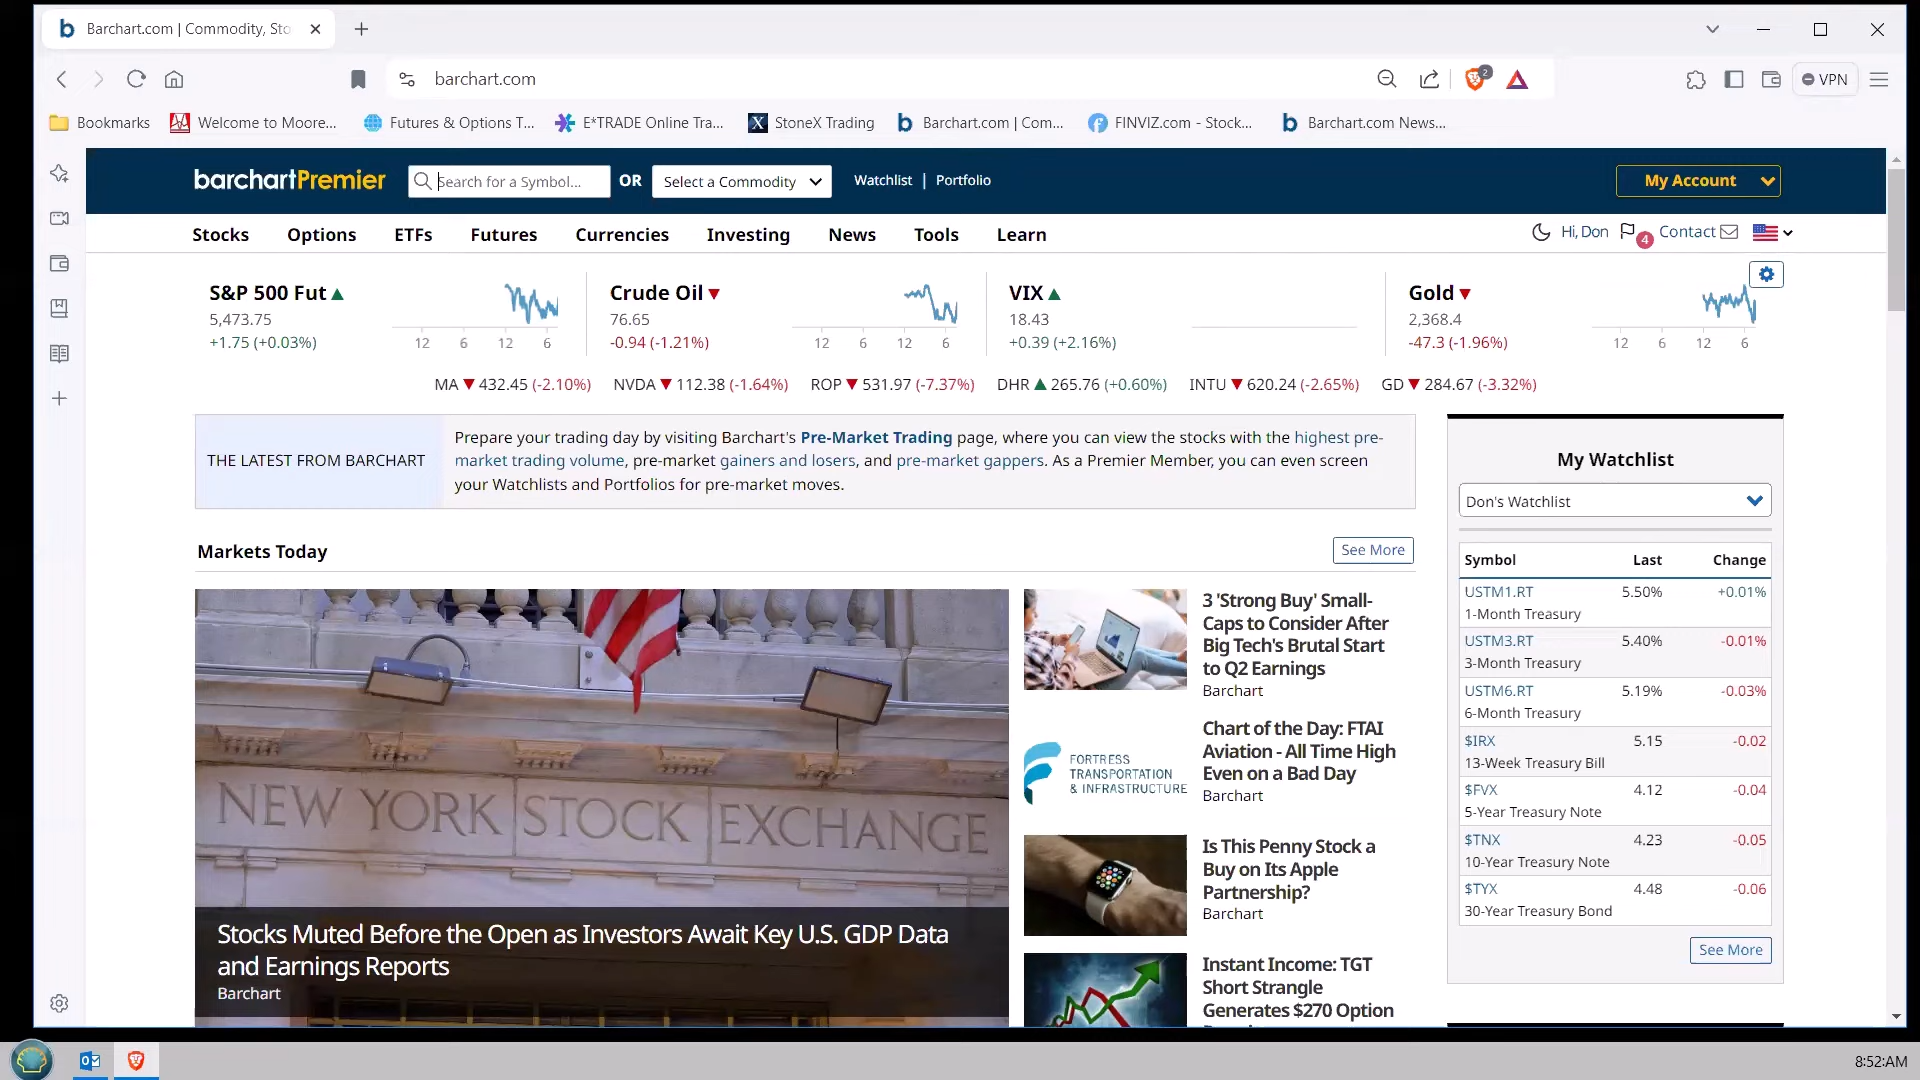 Barchart.com | Commodity, Sto
barchart.com
2
VPN
Bookmarks
Welcome to Moore...
Futures & Options T...
E*TRADE Online Tra...
StoneX Trading
Barchart.com | Com...
FINVIZ.com - Stock...
Barchart.com News...
barchartPremier
Search for a Symbol...
OR
Select a Commodity
Watchlist | Portfolio
My Account
Stocks
Options
ETFs
Futures
Currencies
Investing
News
Tools
Learn
Hi, Don
4
Contact
S&P 500 Fut
5,473.75
+1.75 (+0.03%)
12 6 12 6
Crude Oil
76.65
-0.94 (-1.21%)
12 6 12 6
VIX
18.43
+0.39 (+2.16%)
Gold
2,368.4
-47.3 (-1.96%)
12 6 12 6
MA 432.45 (-2.10%)
NVDA 112.38 (-1.64%)
ROP 531.97 (-7.37%)
DHR 265.76 (+0.60%)
INTU 620.24 (-2.65%)
GD 284.67 (-3.32%)
THE LATEST FROM BARCHART
Prepare your trading day by visiting Barchart's Pre-Market Trading page, where you can view the stocks with the highest pre-
market trading volume, pre-market gainers and losers, and pre-market gappers. As a Premier Member, you can even screen
your Watchlists and Portfolios for pre-market moves.
Markets Today
See More
NEW YORK STOCK EXCHANGE
Stocks Muted Before the Open as Investors Await Key U.S. GDP Data
and Earnings Reports
Barchart
3 'Strong Buy' Small-
Caps to Consider After
Big Tech's Brutal Start
to Q2 Earnings
Barchart
FORTRESS
TRANSPORTATION
& INFRASTRUCTURE
Chart of the Day: FTAI
Aviation - All Time High
Even on a Bad Day
Barchart
Is This Penny Stock a
Buy on Its Apple
Partnership?
Barchart
Instant Income: TGT
Short Strangle
Generates $270 Option
My Watchlist
Don's Watchlist
Symbol Last Change
USTM1.RT 5.50% +0.01%
1-Month Treasury
USTM3.RT 5.40% -0.01%
3-Month Treasury
USTM6.RT 5.19% -0.03%
6-Month Treasury
$IRX 5.15 -0.02
13-Week Treasury Bill
$FVX 4.12 -0.04
5-Year Treasury Note
$TNX 4.23 -0.05
10-Year Treasury Note
$TYX 4.48 -0.06
30-Year Treasury Bond
See More
8:52AM